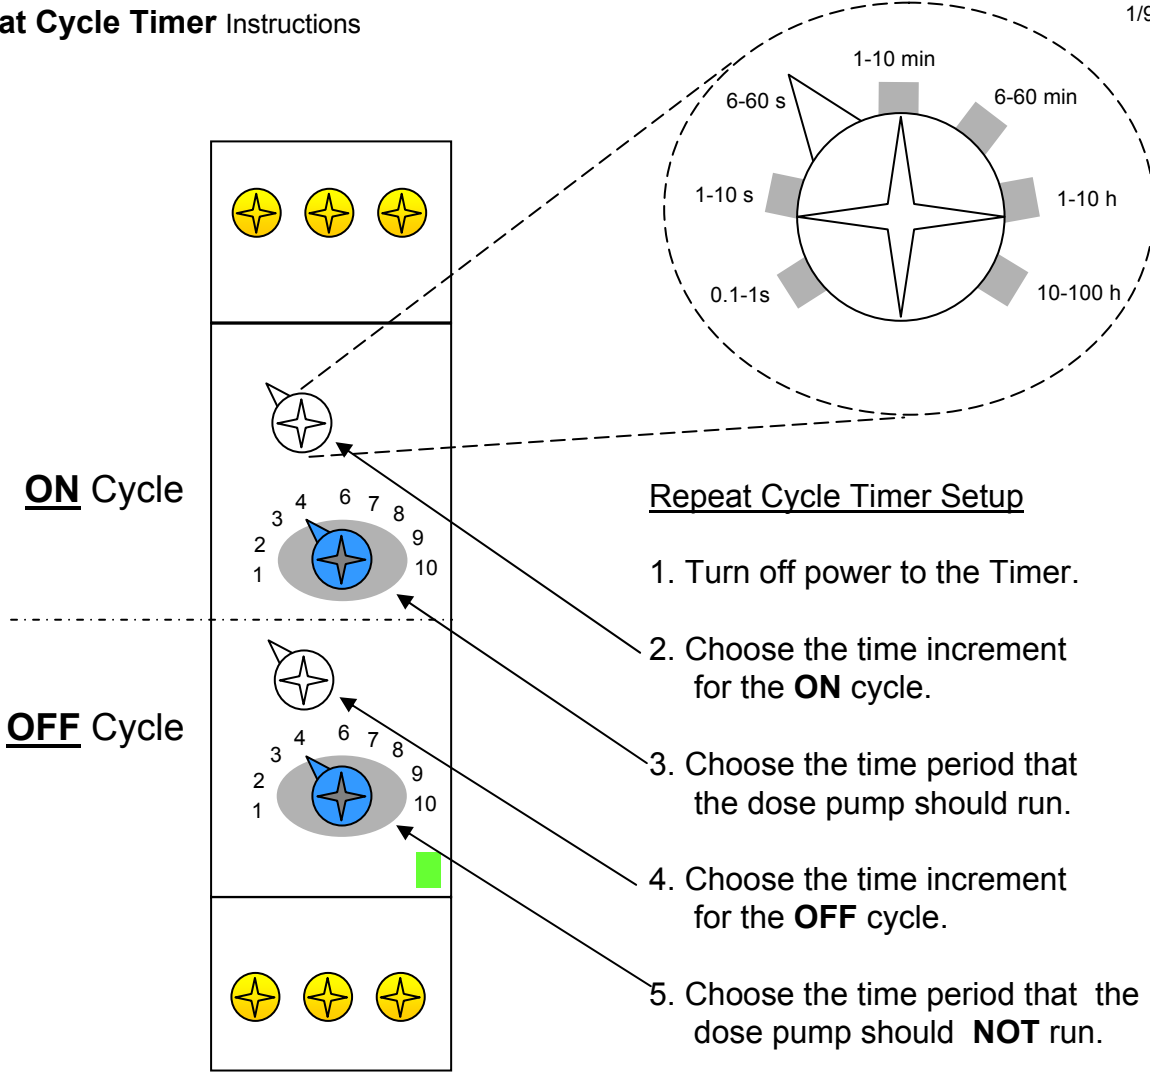 at Cycle Timer Instructions
1/9
1-10 min
6-60 s
6-60 min
1-10 s
1-10 h
0.1-1s
10-100 h
ON Cycle
1 2 3 4 6 7 8 9 10
OFF Cycle
1 2 3 4 6 7 8 9 10
Repeat Cycle Timer Setup
1. Turn off power to the Timer.
2. Choose the time increment
for the ON cycle.
3. Choose the time period that
the dose pump should run.
4. Choose the time increment
for the OFF cycle.
5. Choose the time period that the
dose pump should NOT run.